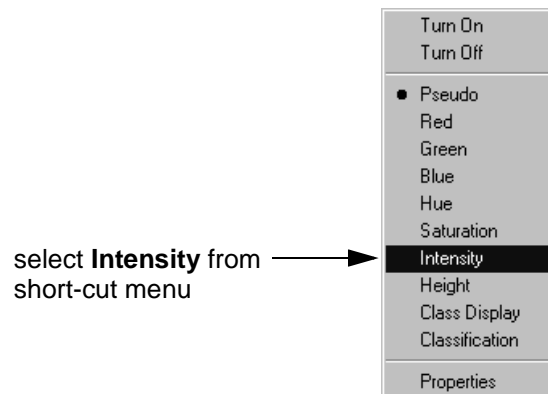 Turn On
Turn Off
Pseudo
Red
Green
Blue
Hue
Saturation
select Intensity from
short-cut menu
Intensity
Height
Class Display
Classification
Properties